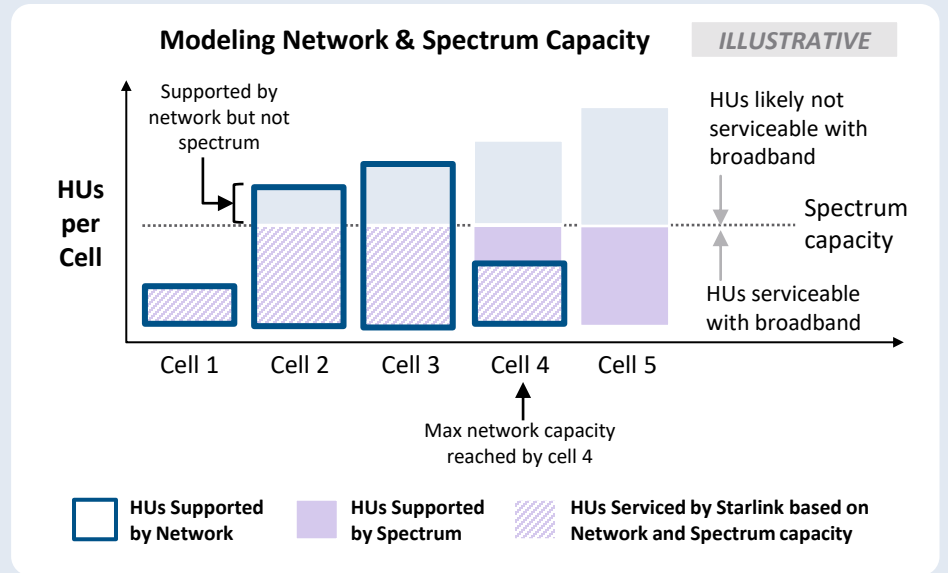 Modeling Network & Spectrum Capacity
ILLUSTRATIVE
Supported by
network but not
spectrum
HUs likely not
serviceable with
broadband
HUs
per
Cell
Spectrum
capacity
HUs serviceable
with broadband
Cell 1
Cell 2
Cell 3
Cell 4
Cell 5
Max network capacity
reached by cell 4
HUs Supported
by Network
HUs Supported
by Spectrum
HUs Serviced by Starlink based on
Network and Spectrum capacity